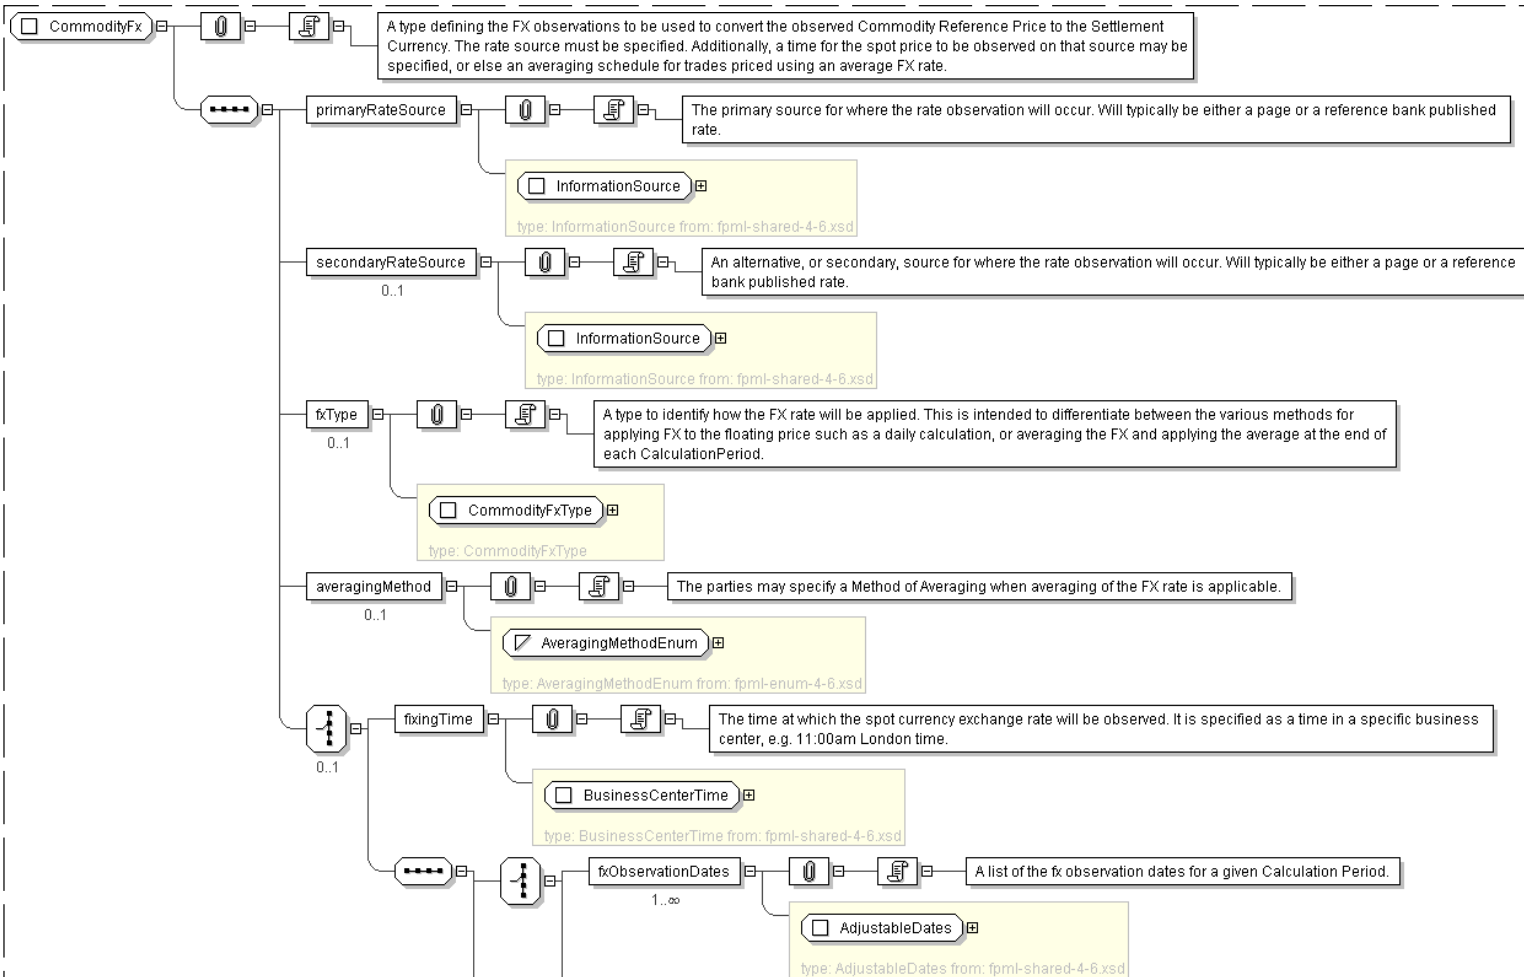 CommodityFx
A type defining the FX observations to be used to convert the observed Commodity Reference Price to the Settlement
Currency. The rate source must be specified. Additionally, a time for the spot price to be observed on that source may be
specified, or else an averaging schedule for trades priced using an average FX rate.
primaryRateSource
The primary source for where the rate observation will occur. Will typically be either a page or a reference bank published
rate.
InformationSource
type: InformationSource from: fpml-shared-4-6.xsd
secondaryRateSource
0..1
An alternative, or secondary, source for where the rate observation will occur. Will typically be either a page or a reference
bank published rate.
InformationSource
type: InformationSource from: fpml-shared-4-6.xsd
fxType
0..1
A type to identify how the FX rate will be applied. This is intended to differentiate between the various methods for
applying FX to the floating price such as a daily calculation, or averaging the FX and applying the average at the end of
each CalculationPeriod.
CommodityFxType
type: CommodityFxType
averagingMethod
0..1
The parties may specify a Method of Averaging when averaging of the FX rate is applicable.
AveragingMethodEnum
type: AveragingMethodEnum from: fpml-enum-4-6.xsd
0..1
fixingTime
The time at which the spot currency exchange rate will be observed. It is specified as a time in a specific business
center, e.g. 11:00am London time.
BusinessCenterTime
type: BusinessCenterTime from: fpml-shared-4-6.xsd
fxObservationDates
1..∞
A list of the fx observation dates for a given Calculation Period.
AdjustableDates
type: AdjustableDates from: fpml-shared-4-6.xsd